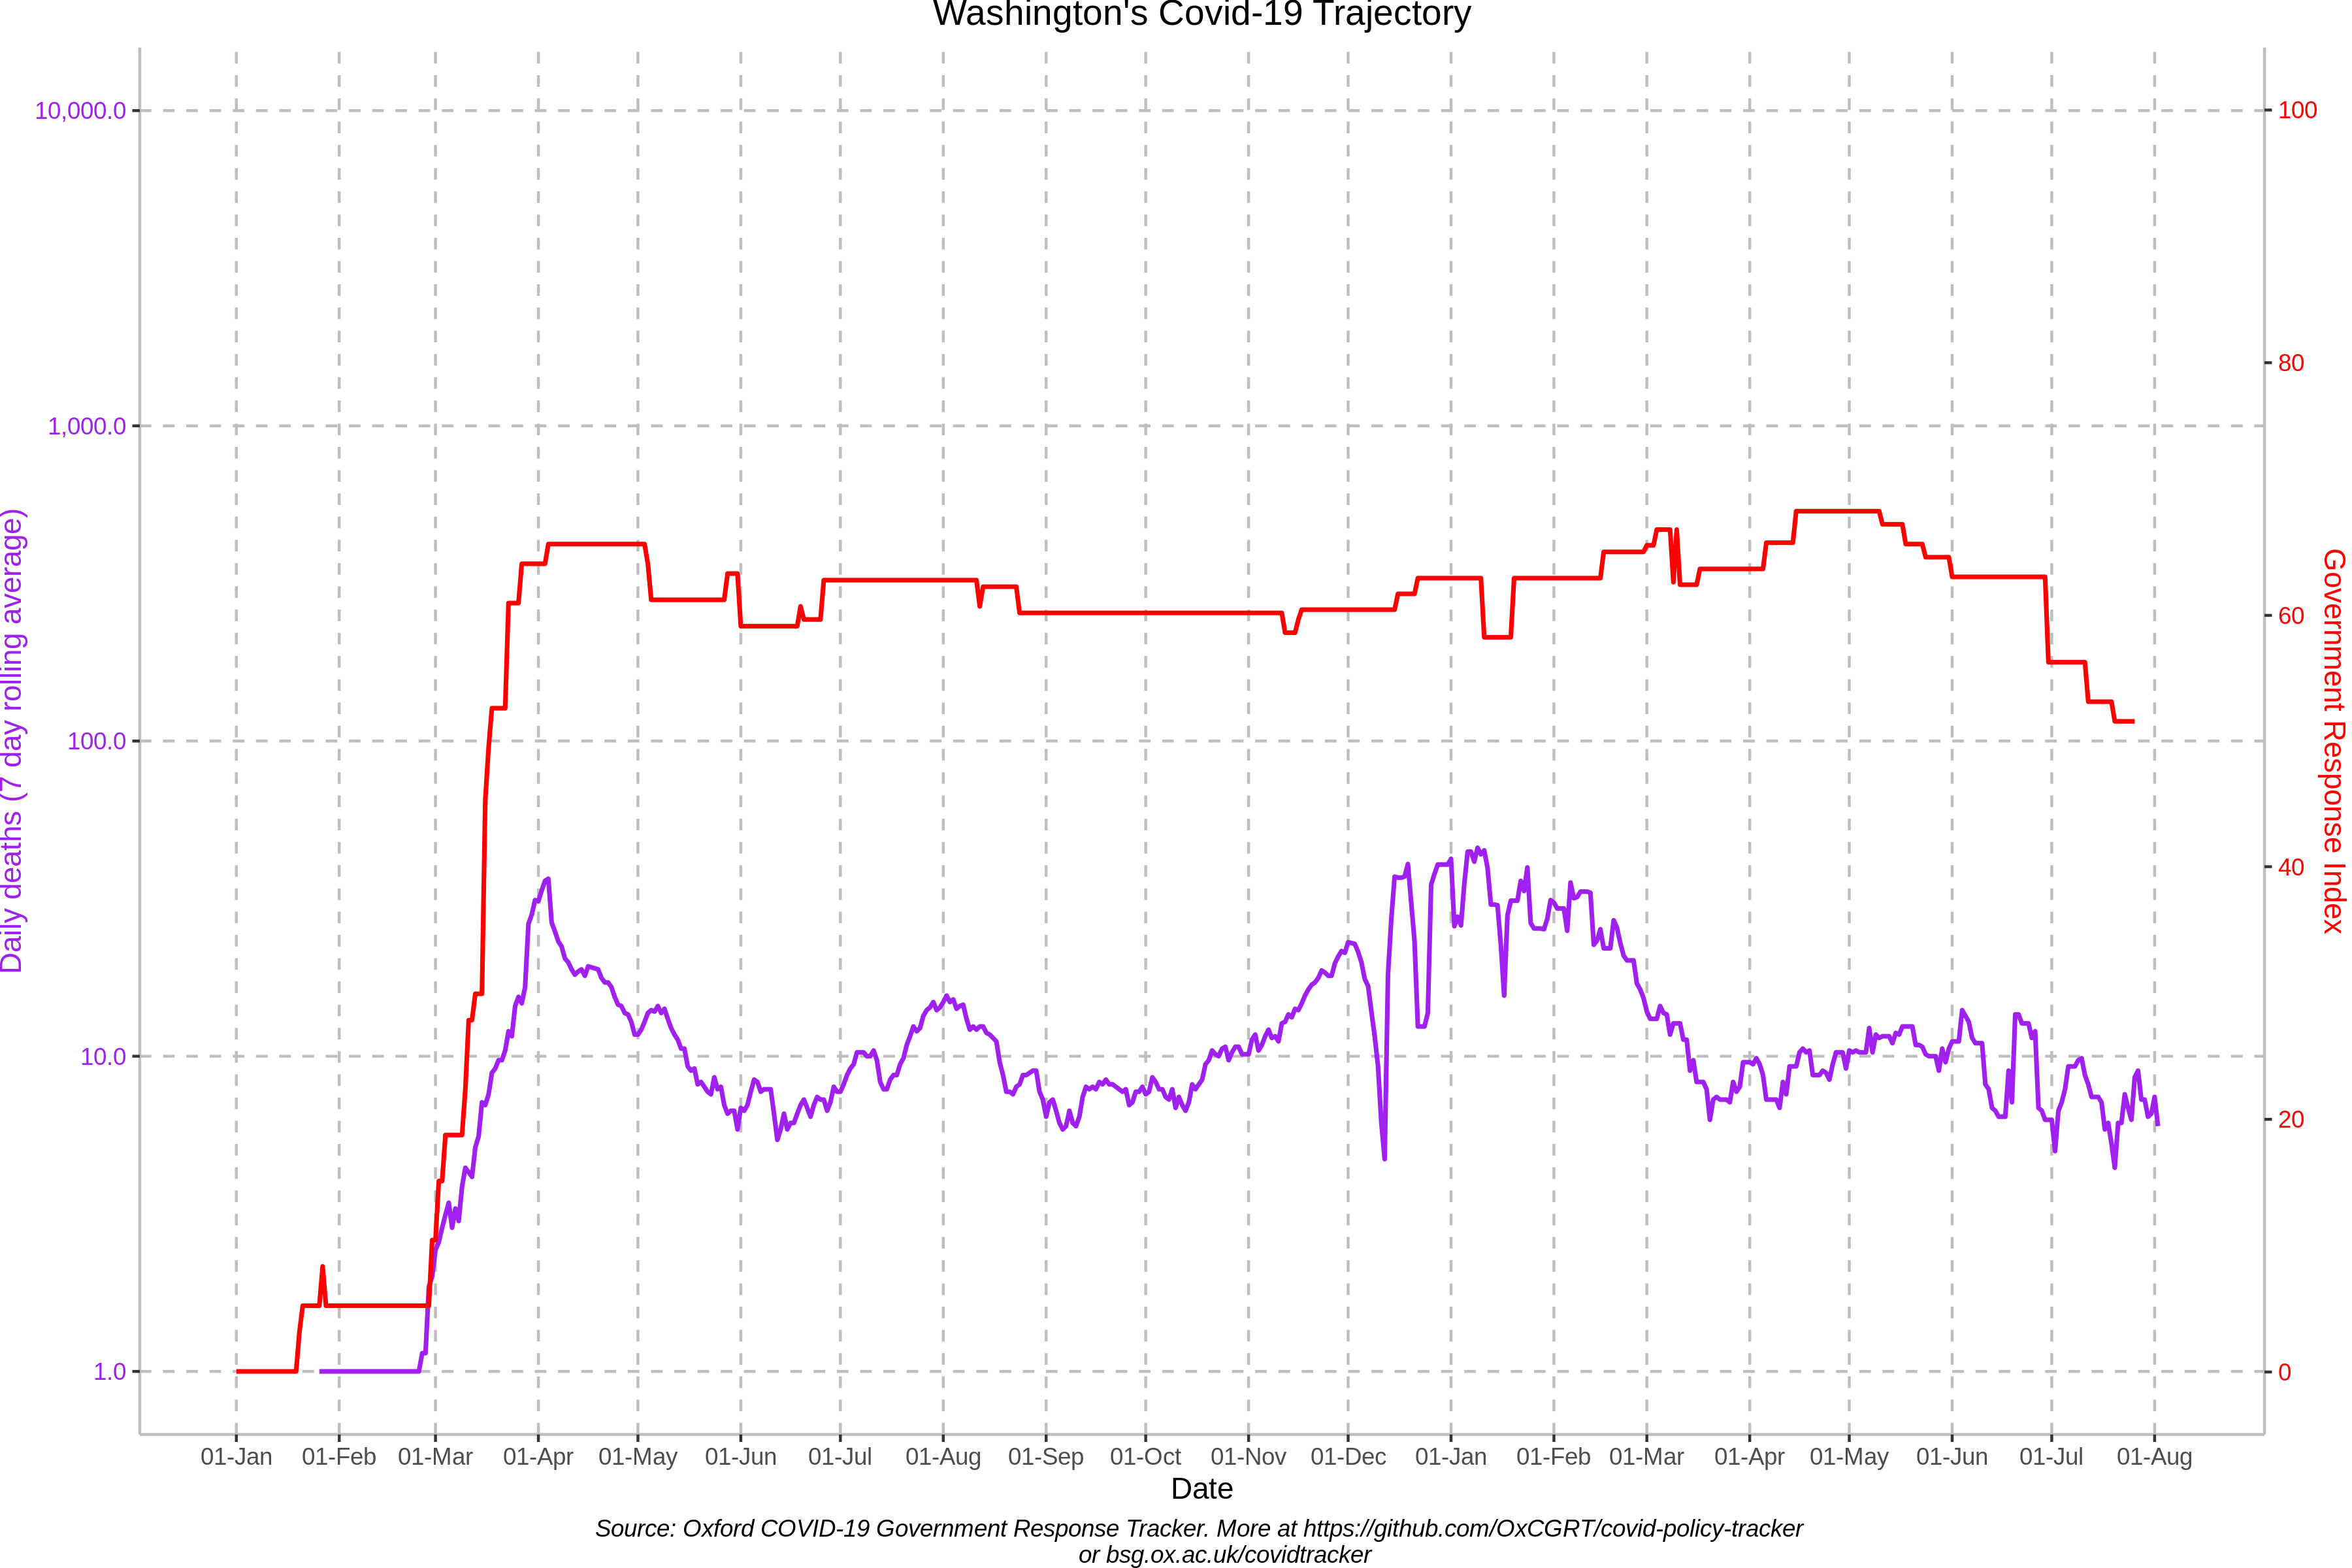 Washington's Covid-19 Trajectory
10,000.0
1,000.0
100.0
10.0
1.0
Daily deaths (7 day rolling average)
100
80
60
40
20
0
Government Response Index
01-Jan 01-Feb 01-Mar 01-Apr 01-May 01-Jun 01-Jul 01-Aug 01-Sep 01-Oct 01-Nov 01-Dec 01-Jan 01-Feb 01-Mar 01-Apr 01-May 01-Jun 01-Jul 01-Aug
Date
Source: Oxford COVID-19 Government Response Tracker. More at https://github.com/OxCGRT/covid-policy-tracker
or bsg.ox.ac.uk/covidtracker